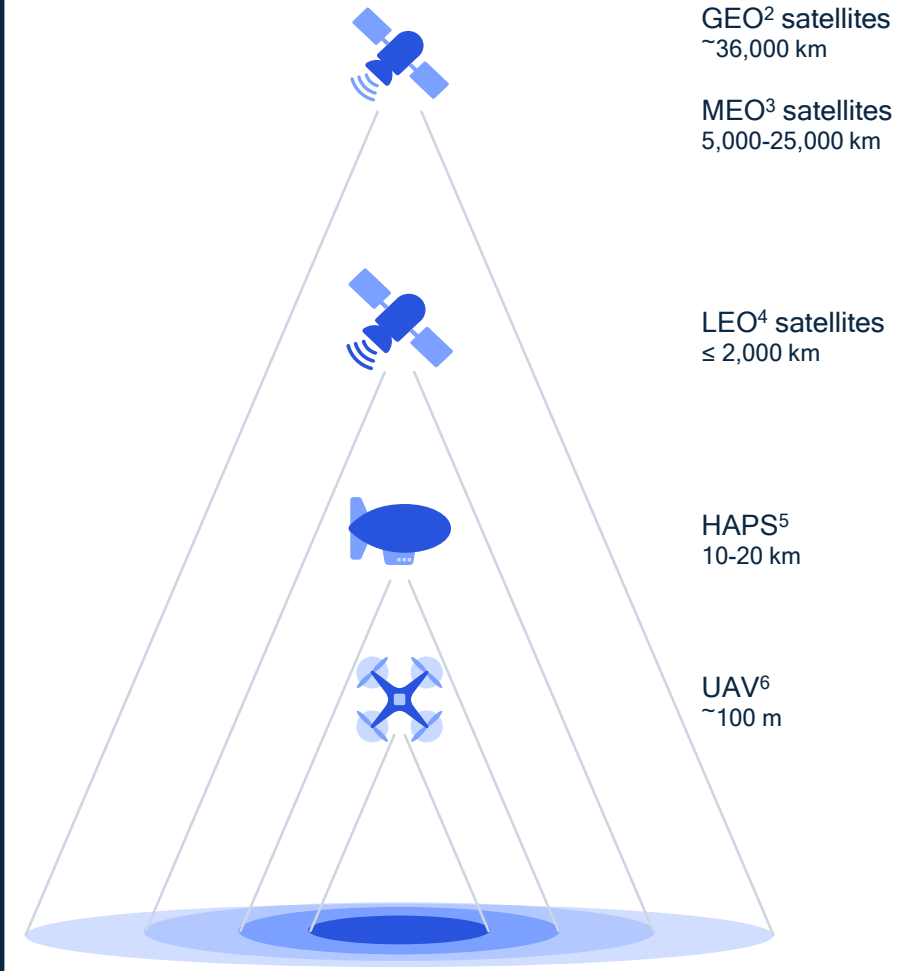 GEO² satellites
~36,000 km
MEO³ satellites
5,000-25,000 km
LEO⁴ satellites
≤ 2,000 km
HAPS⁵
10-20 km
UAV⁶
~100 m